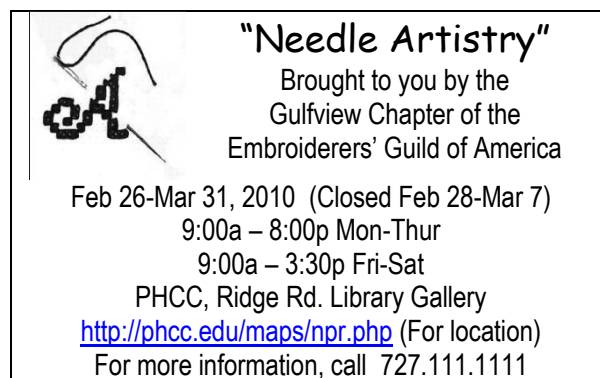 “Needle Artistry”
Brought to you by the
Gulfview Chapter of the
Embroiderers’ Guild of America
A
Feb 26-Mar 31, 2010 (Closed Feb 28-Mar 7)
9:00a – 8:00p Mon-Thur
9:00a – 3:30p Fri-Sat
PHCC, Ridge Rd. Library Gallery
http://phcc.edu/maps/npr.php (For location)
For more information, call 727.111.1111